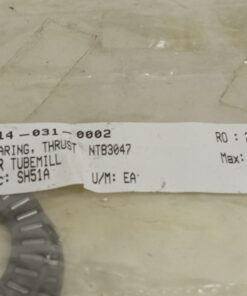 14-031-0002 RO:
ARING, THRUST NTB3047
R TUBEMILL Max:
c: SH51A U/M: EA